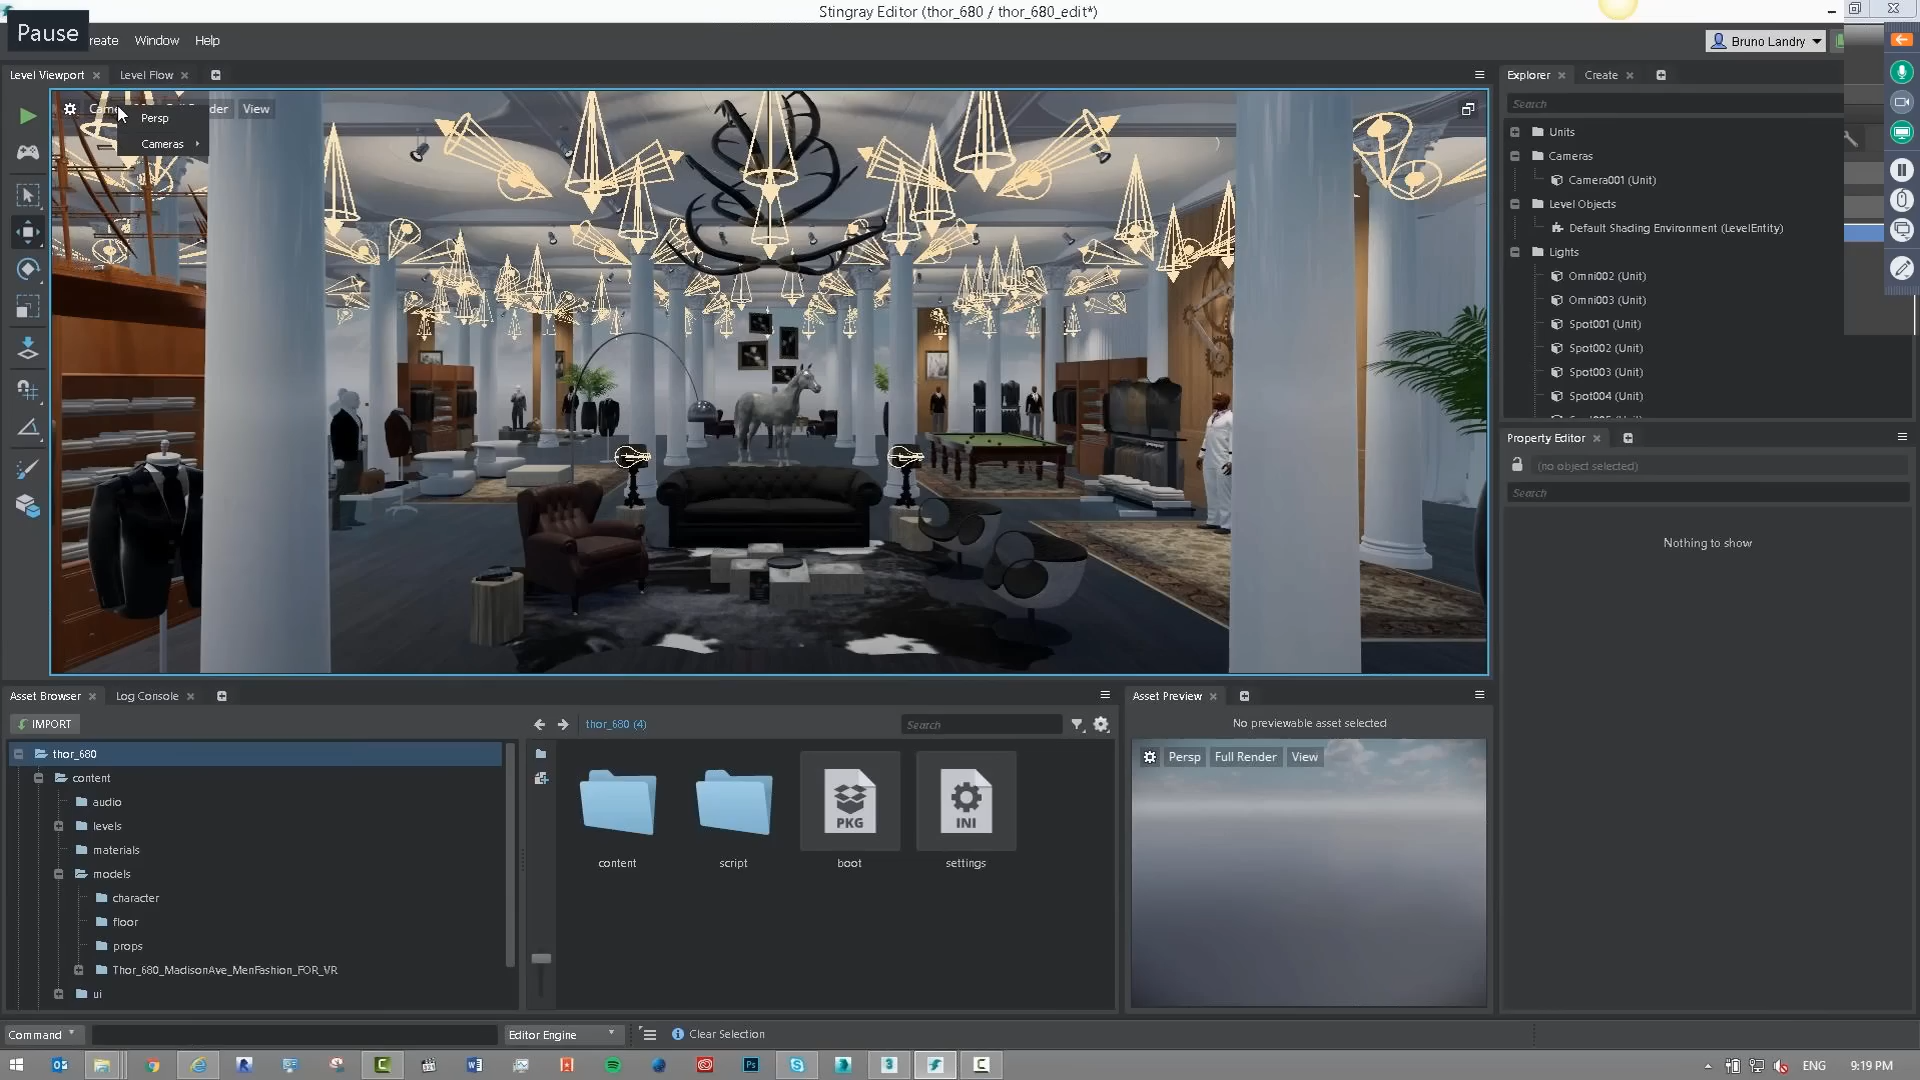 Stingray Editor (thor_680 / thor_680_edit*)
Pause
reate
Window
Help
Bruno Landry
Level Viewport
Level Flow
Explorer
Create
Came
der
View
Persp
Cameras
Search
Units
Cameras
Camera001 (Unit)
Level Objects
Default Shading Environment (LevelEntity)
Lights
Omni002 (Unit)
Omni003 (Unit)
Spot001 (Unit)
Spot002 (Unit)
Spot003 (Unit)
Spot004 (Unit)
Property Editor
(no object selected)
Search
Nothing to show
Asset Browser
Log Console
IMPORT
thor_680 (4)
Search
thor_680
content
audio
levels
materials
models
character
floor
props
Thor_680_MadisonAve_MenFashion_FOR_VR
ui
PKG
INI
content
script
boot
settings
Asset Preview
No previewable asset selected
Persp
Full Render
View
Command
Editor Engine
Clear Selection
ENG
9:19 PM